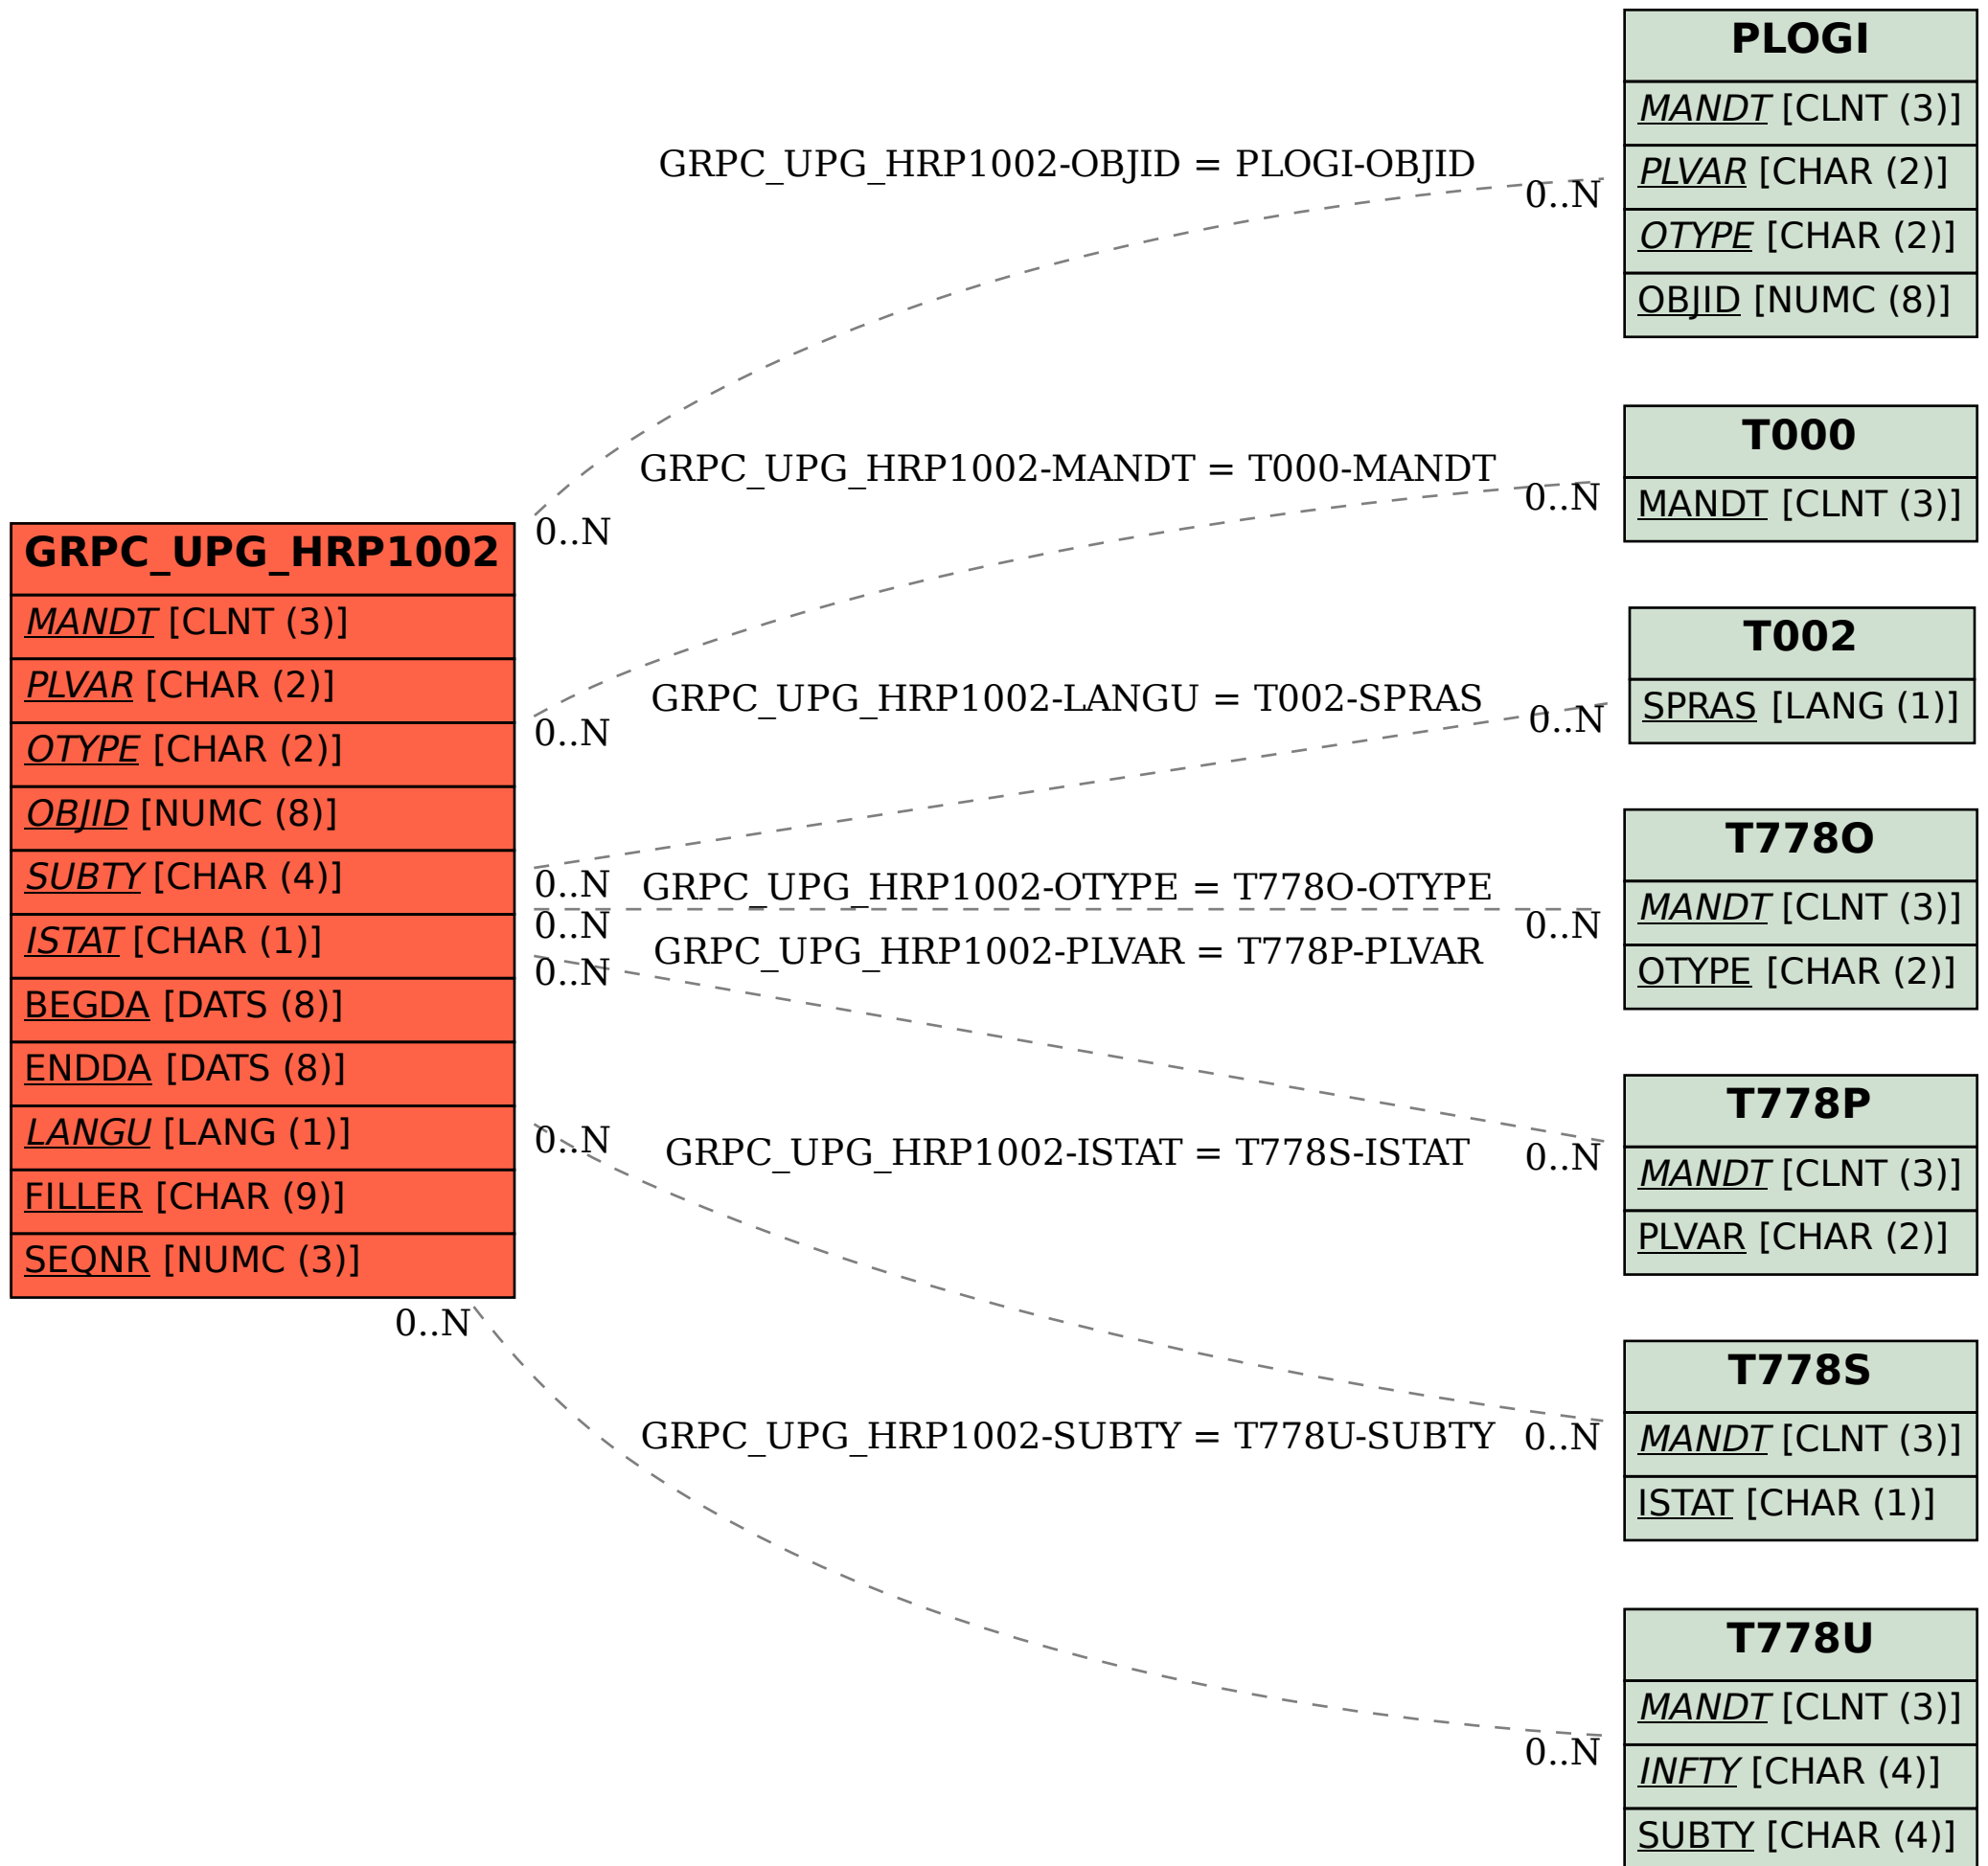 GRPC_UPG_HRP1002
MANDT [CLNT (3)]
PLVAR [CHAR (2)]
OTYPE [CHAR (2)]
OBJID [NUMC (8)]
SUBTY [CHAR (4)]
ISTAT [CHAR (1)]
BEGDA [DATS (8)]
ENDDA [DATS (8)]
LANGU [LANG (1)]
FILLER [CHAR (9)]
SEQNR [NUMC (3)]
GRPC_UPG_HRP1002-OBJID = PLOGI-OBJID
0..N
0..N
GRPC_UPG_HRP1002-MANDT = T000-MANDT
0..N
0..N
GRPC_UPG_HRP1002-LANGU = T002-SPRAS
0..N
0..N
GRPC_UPG_HRP1002-OTYPE = T778O-OTYPE
0..N
0..N
GRPC_UPG_HRP1002-PLVAR = T778P-PLVAR
0..N
0..N
GRPC_UPG_HRP1002-ISTAT = T778S-ISTAT
0..N
0..N
GRPC_UPG_HRP1002-SUBTY = T778U-SUBTY
0..N
0..N
PLOGI
MANDT [CLNT (3)]
PLVAR [CHAR (2)]
OTYPE [CHAR (2)]
OBJID [NUMC (8)]
T000
MANDT [CLNT (3)]
T002
SPRAS [LANG (1)]
T778O
MANDT [CLNT (3)]
OTYPE [CHAR (2)]
T778P
MANDT [CLNT (3)]
PLVAR [CHAR (2)]
T778S
MANDT [CLNT (3)]
ISTAT [CHAR (1)]
T778U
MANDT [CLNT (3)]
INFTY [CHAR (4)]
SUBTY [CHAR (4)]